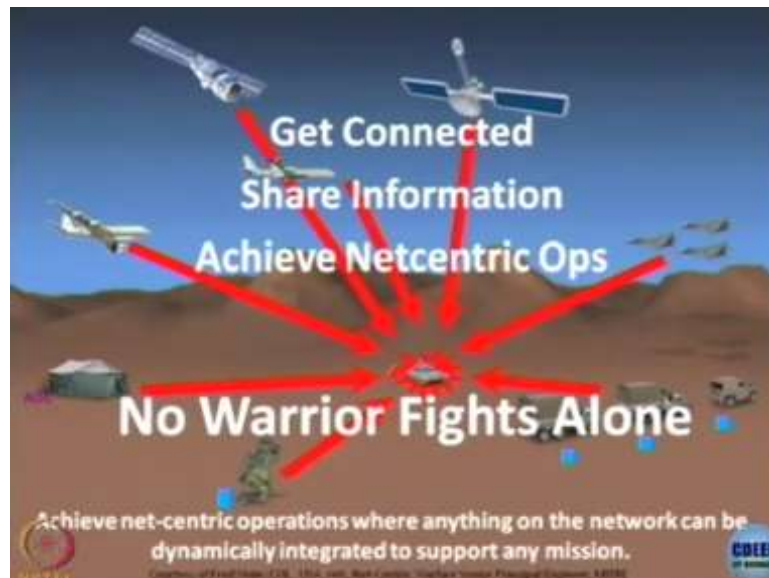 Get Connected
Share Information
Achieve Netcentric Ops
No Warrior Fights Alone
Achieve net-centric operations where anything on the network can be
dynamically integrated to support any mission.
CDEEP